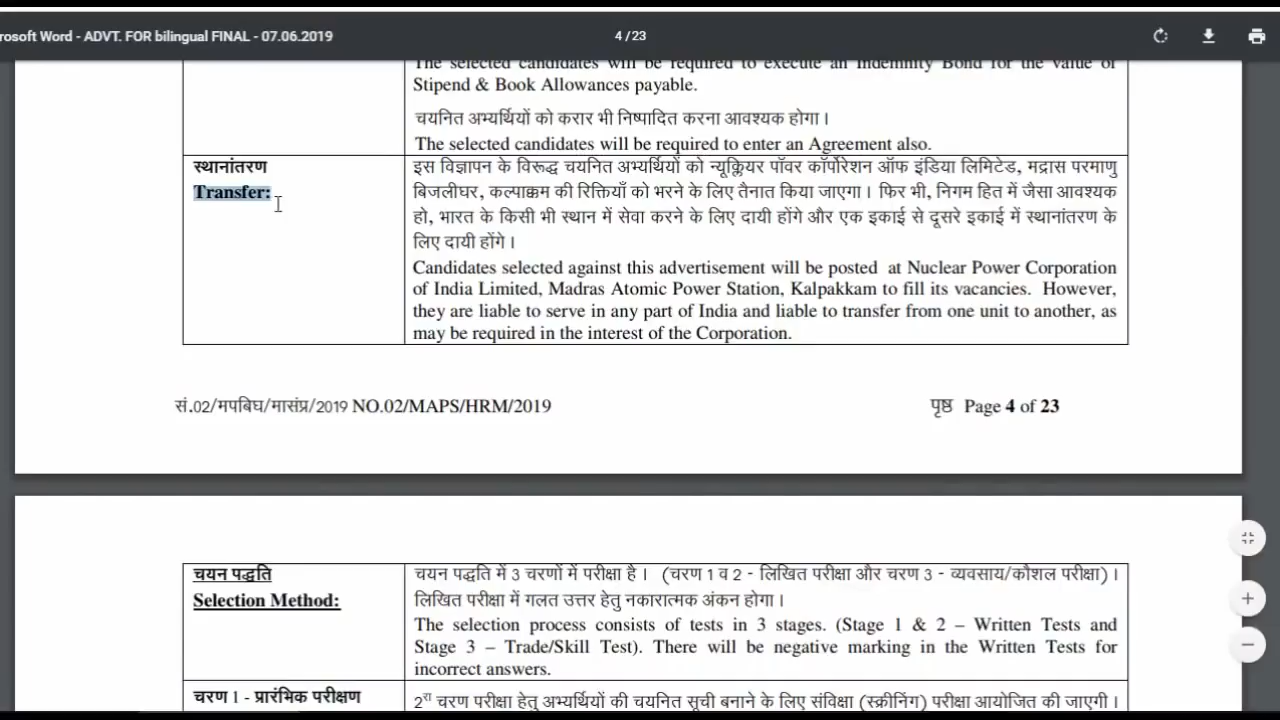 rosoft Word - ADVT. FOR bilingual FINAL - 07.06.2019
4 / 23
The selected candidates will be required to execute an Indemnity Bond for the value of
Stipend & Book Allowances payable.
चयनित अभ्यर्थियों को करार भी निष्पादित करना आवश्यक होगा ।
The selected candidates will be required to enter an Agreement also.
स्थानांतरण
Transfer:
इस विज्ञापन के विरूद्ध चयनित अभ्यर्थियों को न्यूक्लियर पॉवर कॉर्पोरेशन ऑफ इंडिया लिमिटेड, मद्रास परमाणु
बिजलीघर, कल्पाक्कम की रिक्तियाँ को भरने के लिए तैनात किया जाएगा । फिर भी, निगम हित में जैसा आवश्यक
हो, भारत के किसी भी स्थान में सेवा करने के लिए दायी होंगे और एक इकाई से दूसरे इकाई में स्थानांतरण के
लिए दायी होंगे ।
Candidates selected against this advertisement will be posted at Nuclear Power Corporation
of India Limited, Madras Atomic Power Station, Kalpakkam to fill its vacancies. However,
they are liable to serve in any part of India and liable to transfer from one unit to another, as
may be required in the interest of the Corporation.
सं.02/मपबिघ/मासंप्र/2019 NO.02/MAPS/HRM/2019
पृष्ठ Page 4 of 23
चयन पद्धति
Selection Method:
चयन पद्धति में 3 चरणों में परीक्षा है । (चरण 1 व 2 - लिखित परीक्षा और चरण 3 - व्यवसाय/कौशल परीक्षा) ।
लिखित परीक्षा में गलत उत्तर हेतु नकारात्मक अंकन होगा ।
The selection process consists of tests in 3 stages. (Stage 1 & 2 – Written Tests and
Stage 3 – Trade/Skill Test). There will be negative marking in the Written Tests for
incorrect answers.
चरण 1 - प्रारंभिक परीक्षण
2रा चरण परीक्षा हेतु अभ्यर्थियों की चयनित सूची बनाने के लिए संविक्षा (स्क्रीनिंग) परीक्षा आयोजित की जाएगी ।